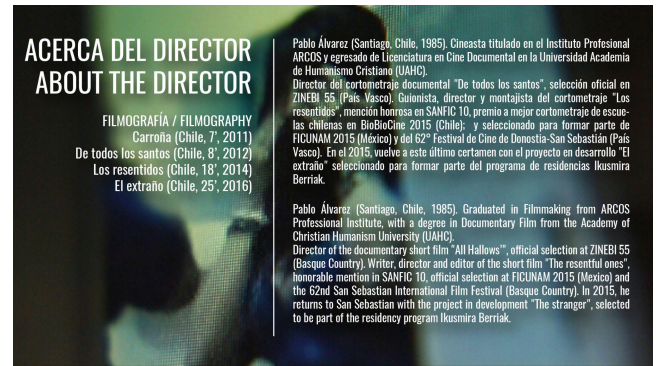 ACERCA DEL DIRECTOR
ABOUT THE DIRECTOR
FILMOGRAFÍA / FILMOGRAPHY
Carroña (Chile, 7', 2011)
De todos los santos (Chile, 8', 2012)
Los resentidos (Chile, 18', 2014)
El extraño (Chile, 25', 2016)
Pablo Álvarez (Santiago, Chile, 1985). Cineasta titulado en el Instituto Profesional
ARCOS y egresado de Licenciatura en Cine Documental en la Universidad Academia
de Humanismo Cristiano (UAHC).
Director del cortometraje documental "De todos los santos", selección oficial en
ZINEBI 55 (País Vasco). Guionista, director y montajista del cortometraje "Los
resentidos", mención honrosa en SANFIC 10, premio a mejor cortometraje de escue-
las chilenas en BioBioCine 2015 (Chile); y seleccionado para formar parte de
FICUNAM 2015 (México) y del 62° Festival de Cine de Donostia-San Sebastián (País
Vasco). En el 2015, vuelve a este último certamen con el proyecto en desarrollo "El
extraño" seleccionado para formar parte del programa de residencias Ikusmira
Berriak.
Pablo Álvarez (Santiago, Chile, 1985). Graduated in Filmmaking from ARCOS
Professional Institute, with a degree in Documentary Film from the Academy of
Christian Humanism University (UAHC).
Director of the documentary short film "All Hallows'", official selection at ZINEBI 55
(Basque Country). Writer, director and editor of the short film "The resentful ones",
honorable mention in SANFIC 10, official selection at FICUNAM 2015 (Mexico) and
the 62nd San Sebastian International Film Festival (Basque Country). In 2015, he
returns to San Sebastian with the project in development "The stranger", selected
to be part of the residency program Ikusmira Berriak.